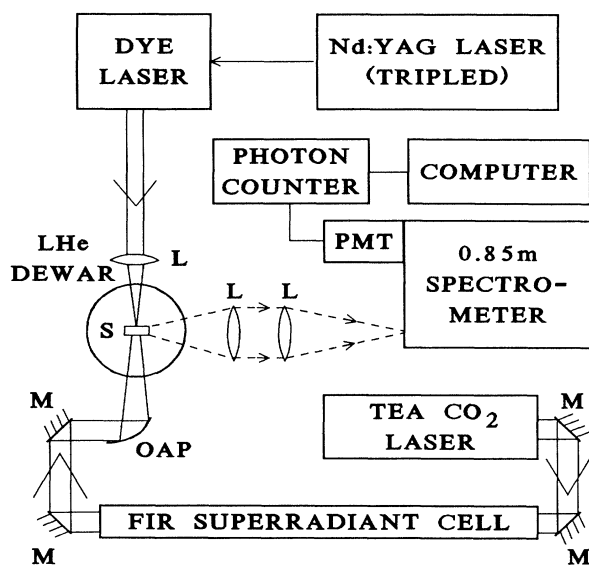 DYE
LASER
Nd:YAG LASER
(TRIPLED)
PHOTON
COUNTER
COMPUTER
PMT
0.85m
SPECTRO-
METER
LHe
DEWAR
L
L
L
S
M
OAP
TEA CO₂
LASER
M
FIR SUPERRADIANT CELL
M
M